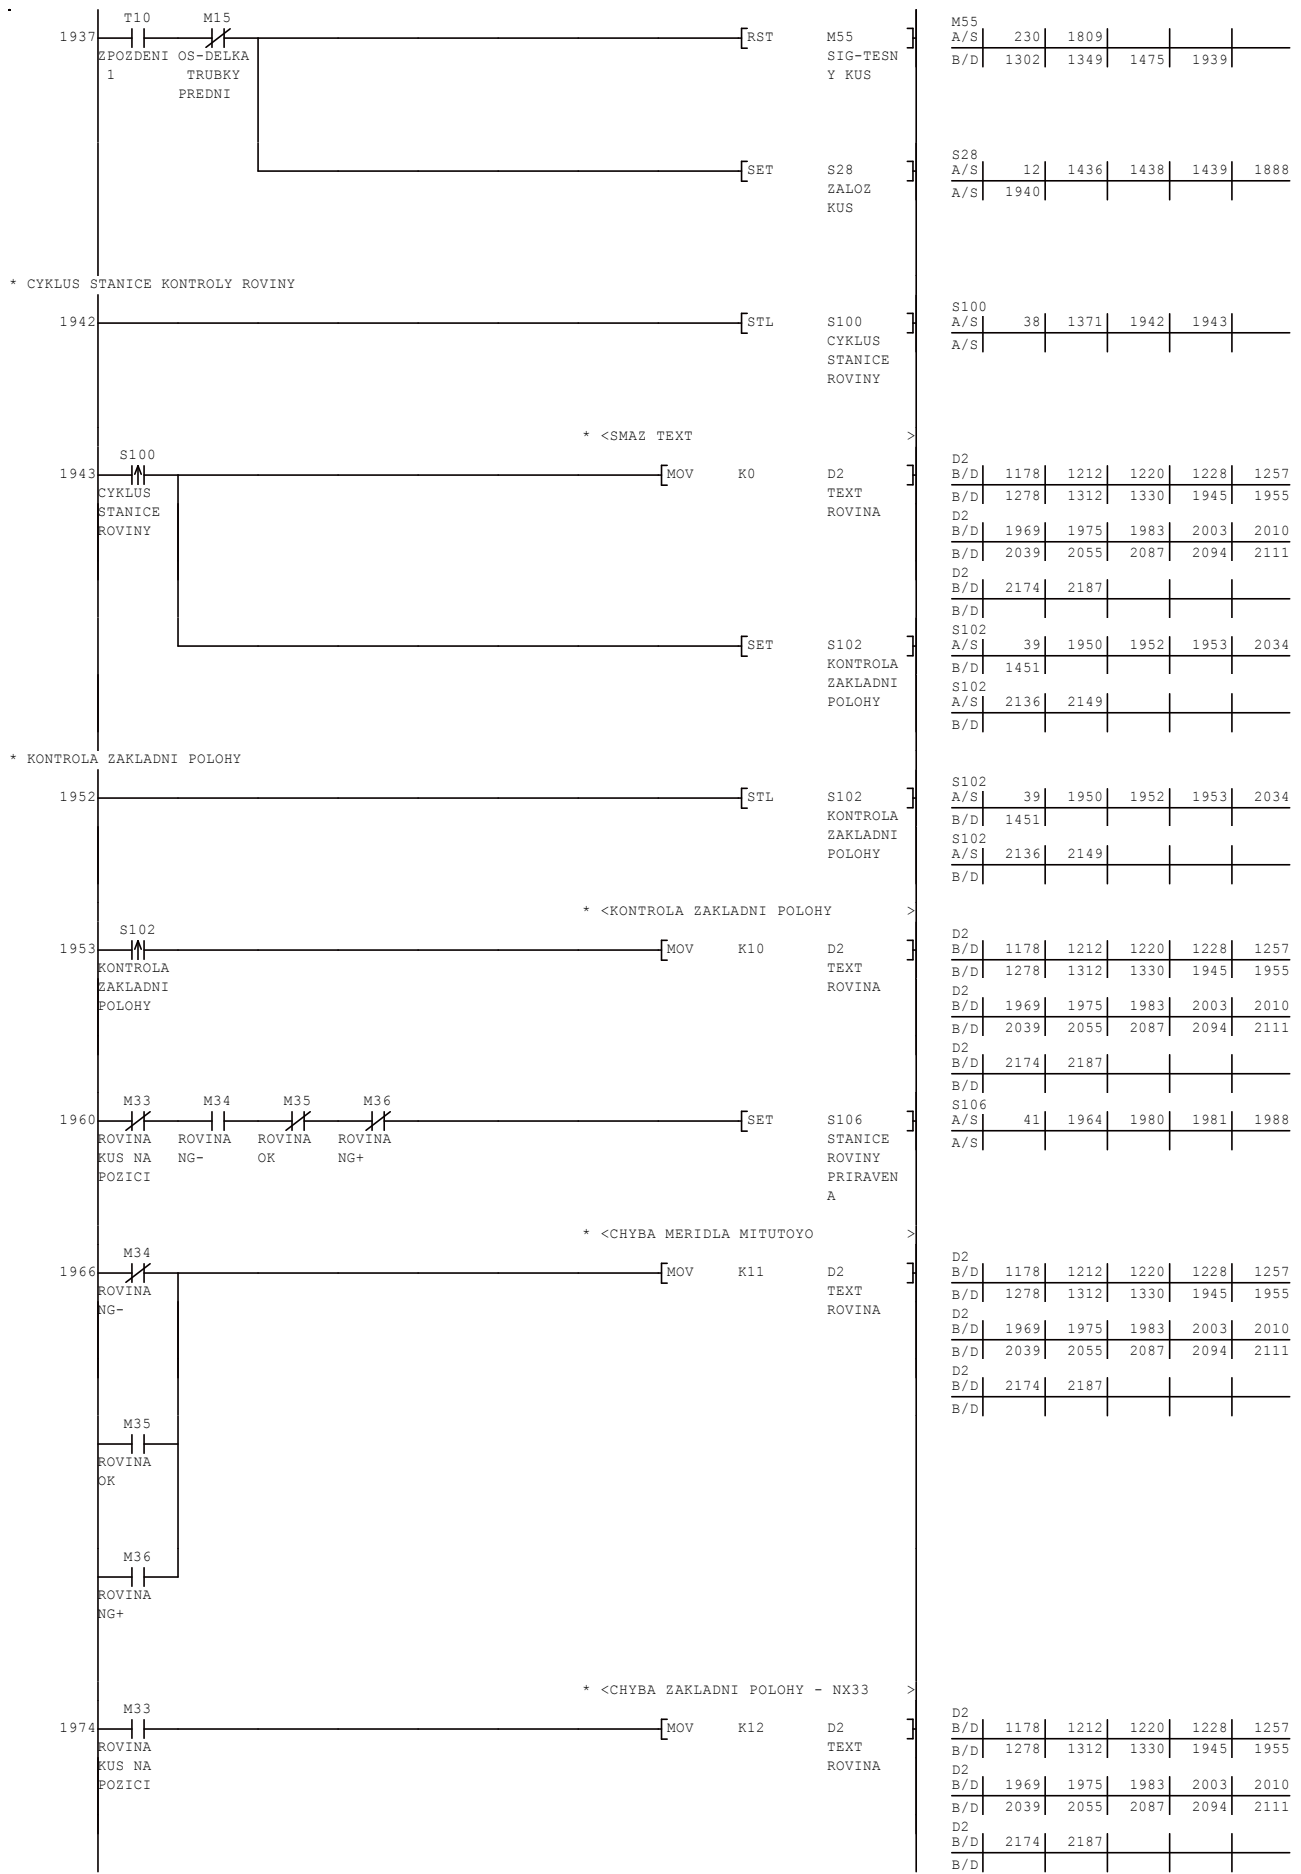 T10 M15
1937 [RST M55 ]
ZPOZDENI OS-DELKA SIG-TESN
1 TRUBKY Y KUS
PREDNI
M55
A/S 230 1809
B/D 1302 1349 1475 1939
[SET S28 ]
ZALOZ
KUS
S28
A/S 12 1436 1438 1439 1888
A/S 1940
* CYKLUS STANICE KONTROLY ROVINY
1942 [STL S100 ]
CYKLUS
STANICE
ROVINY
S100
A/S 38 1371 1942 1943
A/S
* <SMAZ TEXT >
S100
1943 [MOV K0 D2 ]
CYKLUS TEXT
STANICE ROVINA
ROVINY
D2
B/D 1178 1212 1220 1228 1257
B/D 1278 1312 1330 1945 1955
D2
B/D 1969 1975 1983 2003 2010
B/D 2039 2055 2087 2094 2111
D2
B/D 2174 2187
B/D
[SET S102 ]
KONTROLA
ZAKLADNI
POLOHY
S102
A/S 39 1950 1952 1953 2034
B/D 1451
S102
A/S 2136 2149
B/D
* KONTROLA ZAKLADNI POLOHY
1952 [STL S102 ]
KONTROLA
ZAKLADNI
POLOHY
S102
A/S 39 1950 1952 1953 2034
B/D 1451
S102
A/S 2136 2149
B/D
* <KONTROLA ZAKLADNI POLOHY >
S102
1953 [MOV K10 D2 ]
KONTROLA TEXT
ZAKLADNI ROVINA
POLOHY
D2
B/D 1178 1212 1220 1228 1257
B/D 1278 1312 1330 1945 1955
D2
B/D 1969 1975 1983 2003 2010
B/D 2039 2055 2087 2094 2111
D2
B/D 2174 2187
B/D
M33 M34 M35 M36
1960 [SET S106 ]
ROVINA ROVINA ROVINA ROVINA STANICE
KUS NA NG- OK NG+ ROVINY
POZICI PRIRAVEN
A
S106
A/S 41 1964 1980 1981 1988
A/S
* <CHYBA MERIDLA MITUTOYO >
M34
1966 [MOV K11 D2 ]
ROVINA TEXT
NG- ROVINA
D2
B/D 1178 1212 1220 1228 1257
B/D 1278 1312 1330 1945 1955
D2
B/D 1969 1975 1983 2003 2010
B/D 2039 2055 2087 2094 2111
D2
B/D 2174 2187
B/D
M35
ROVINA
OK
M36
ROVINA
NG+
* <CHYBA ZAKLADNI POLOHY - NX33 >
M33
1974 [MOV K12 D2 ]
ROVINA TEXT
KUS NA ROVINA
POZICI
D2
B/D 1178 1212 1220 1228 1257
B/D 1278 1312 1330 1945 1955
D2
B/D 1969 1975 1983 2003 2010
B/D 2039 2055 2087 2094 2111
D2
B/D 2174 2187
B/D